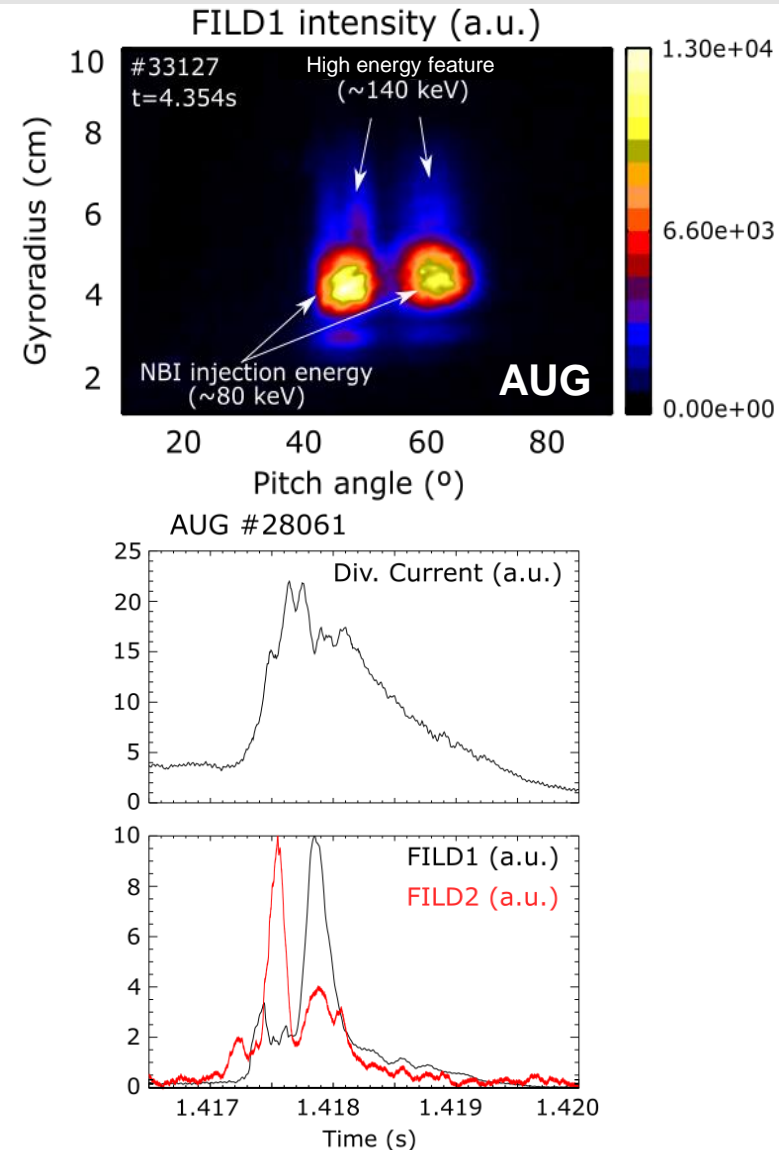 FILD1 intensity (a.u.)
#33127
t=4.354s
High energy feature
(~140 keV)
NBI injection energy
(~80 keV)
AUG
Gyroradius (cm)
10
8
6
4
2
20 40 60 80
Pitch angle (º)
1.30e+04
6.60e+03
0.00e+00
AUG #28061
Div. Current (a.u.)
25
20
15
10
5
0
FILD1 (a.u.)
FILD2 (a.u.)
10
8
6
4
2
0
1.417 1.418 1.419 1.420
Time (s)